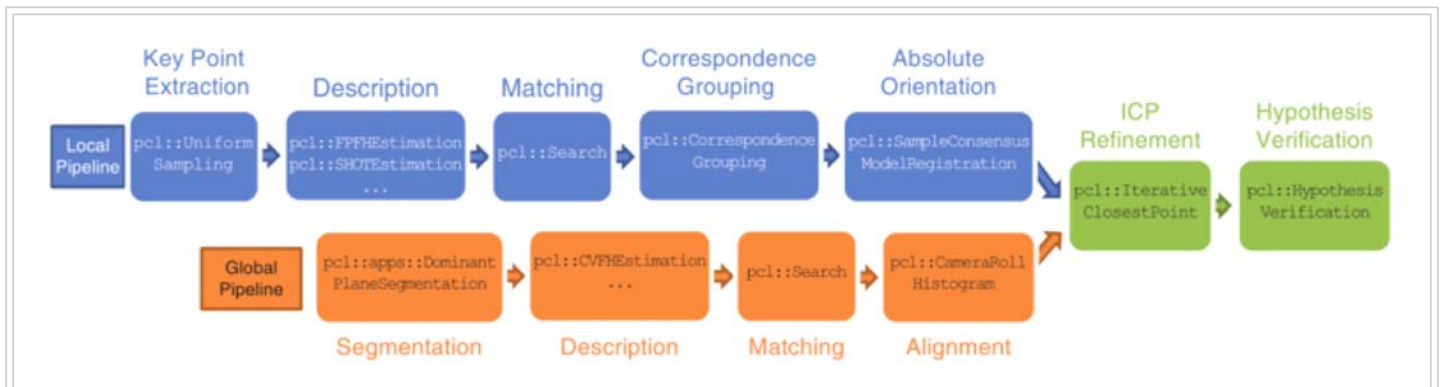 Key Point
Extraction
Description
Matching
Correspondence
Grouping
Absolute
Orientation
Local
Pipeline
pcl::Uniform
Sampling
pcl::FPFHEstimation
pcl::SHOTEstimation
...
pcl::Search
pcl::Correspondence
Grouping
pcl::SampleConsensus
ModelRegistration
ICP
Refinement
Hypothesis
Verification
pcl::Iterative
ClosestPoint
pcl::Hypothesis
Verification
Global
Pipeline
pcl::apps::Dominant
PlaneSegmentation
pcl::CVFHEstimation
...
pcl::Search
pcl::CameraRoll
Histogram
Segmentation
Description
Matching
Alignment